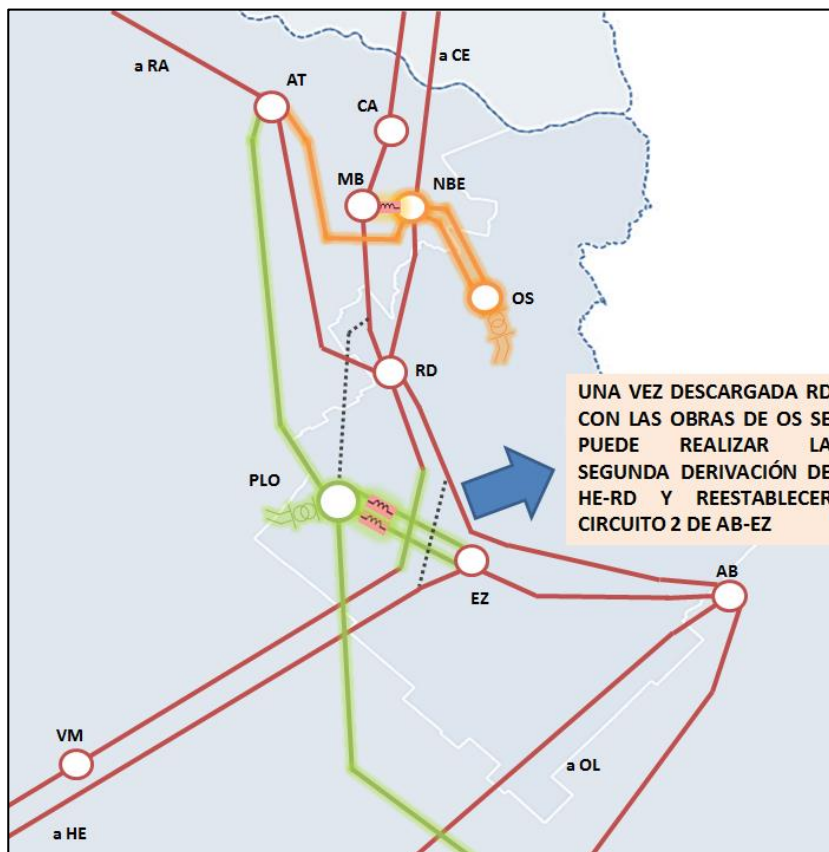 a RA
a CE
AT
CA
MB
NBE
OS
RD
UNA VEZ DESCARGADA RD
CON LAS OBRAS DE OS SE
PUEDE REALIZAR LA
SEGUNDA DERIVACIÓN DE
HE-RD Y REESTABLECER
CIRCUITO 2 DE AB-EZ
PLO
EZ
AB
VM
a OL
a HE